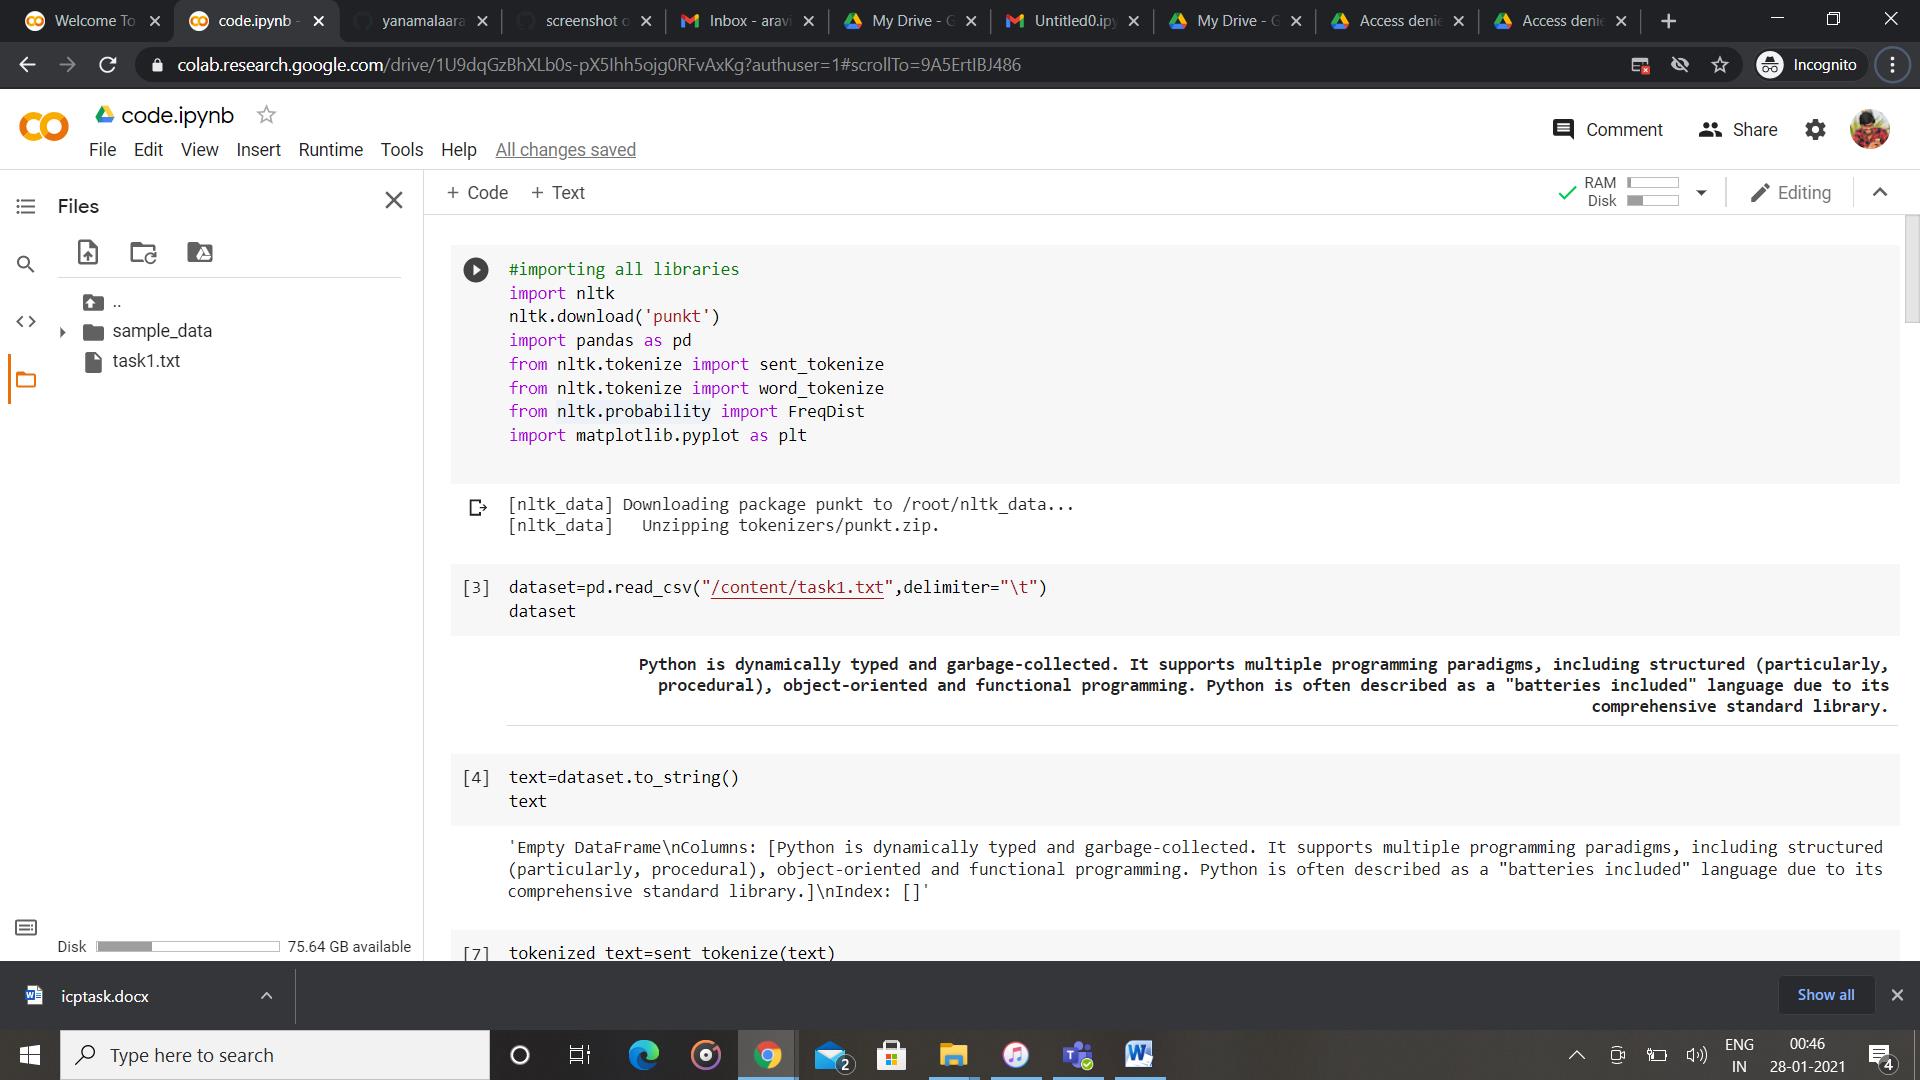 Welcome To
code.ipynb -
yanamalaara
screenshot o
Inbox - aravi
My Drive - G
Untitled0.ipy
My Drive - G
Access denie
Access denie
colab.research.google.com/drive/1U9dqGzBhXLb0s-pX5Ihh5ojg0RFvAxKg?authuser=1#scrollTo=9A5ErtIBJ486
Incognito
code.ipynb
Comment
Share
File Edit View Insert Runtime Tools Help All changes saved
Files
+ Code + Text
RAM
Disk
Editing
..
sample_data
task1.txt
#importing all libraries
import nltk
nltk.download('punkt')
import pandas as pd
from nltk.tokenize import sent_tokenize
from nltk.tokenize import word_tokenize
from nltk.probability import FreqDist
import matplotlib.pyplot as plt
[nltk_data] Downloading package punkt to /root/nltk_data...
[nltk_data]   Unzipping tokenizers/punkt.zip.
[3] dataset=pd.read_csv("/content/task1.txt",delimiter="\t")
dataset
Python is dynamically typed and garbage-collected. It supports multiple programming paradigms, including structured (particularly,
procedural), object-oriented and functional programming. Python is often described as a "batteries included" language due to its
comprehensive standard library.
[4] text=dataset.to_string()
text
'Empty DataFrame\nColumns: [Python is dynamically typed and garbage-collected. It supports multiple programming paradigms, including structured
(particularly, procedural), object-oriented and functional programming. Python is often described as a "batteries included" language due to its
comprehensive standard library.]\nIndex: []'
[7] tokenized_text=sent_tokenize(text)
Disk 75.64 GB available
icptask.docx
Show all
Type here to search
2
ENG
IN
00:46
28-01-2021
4